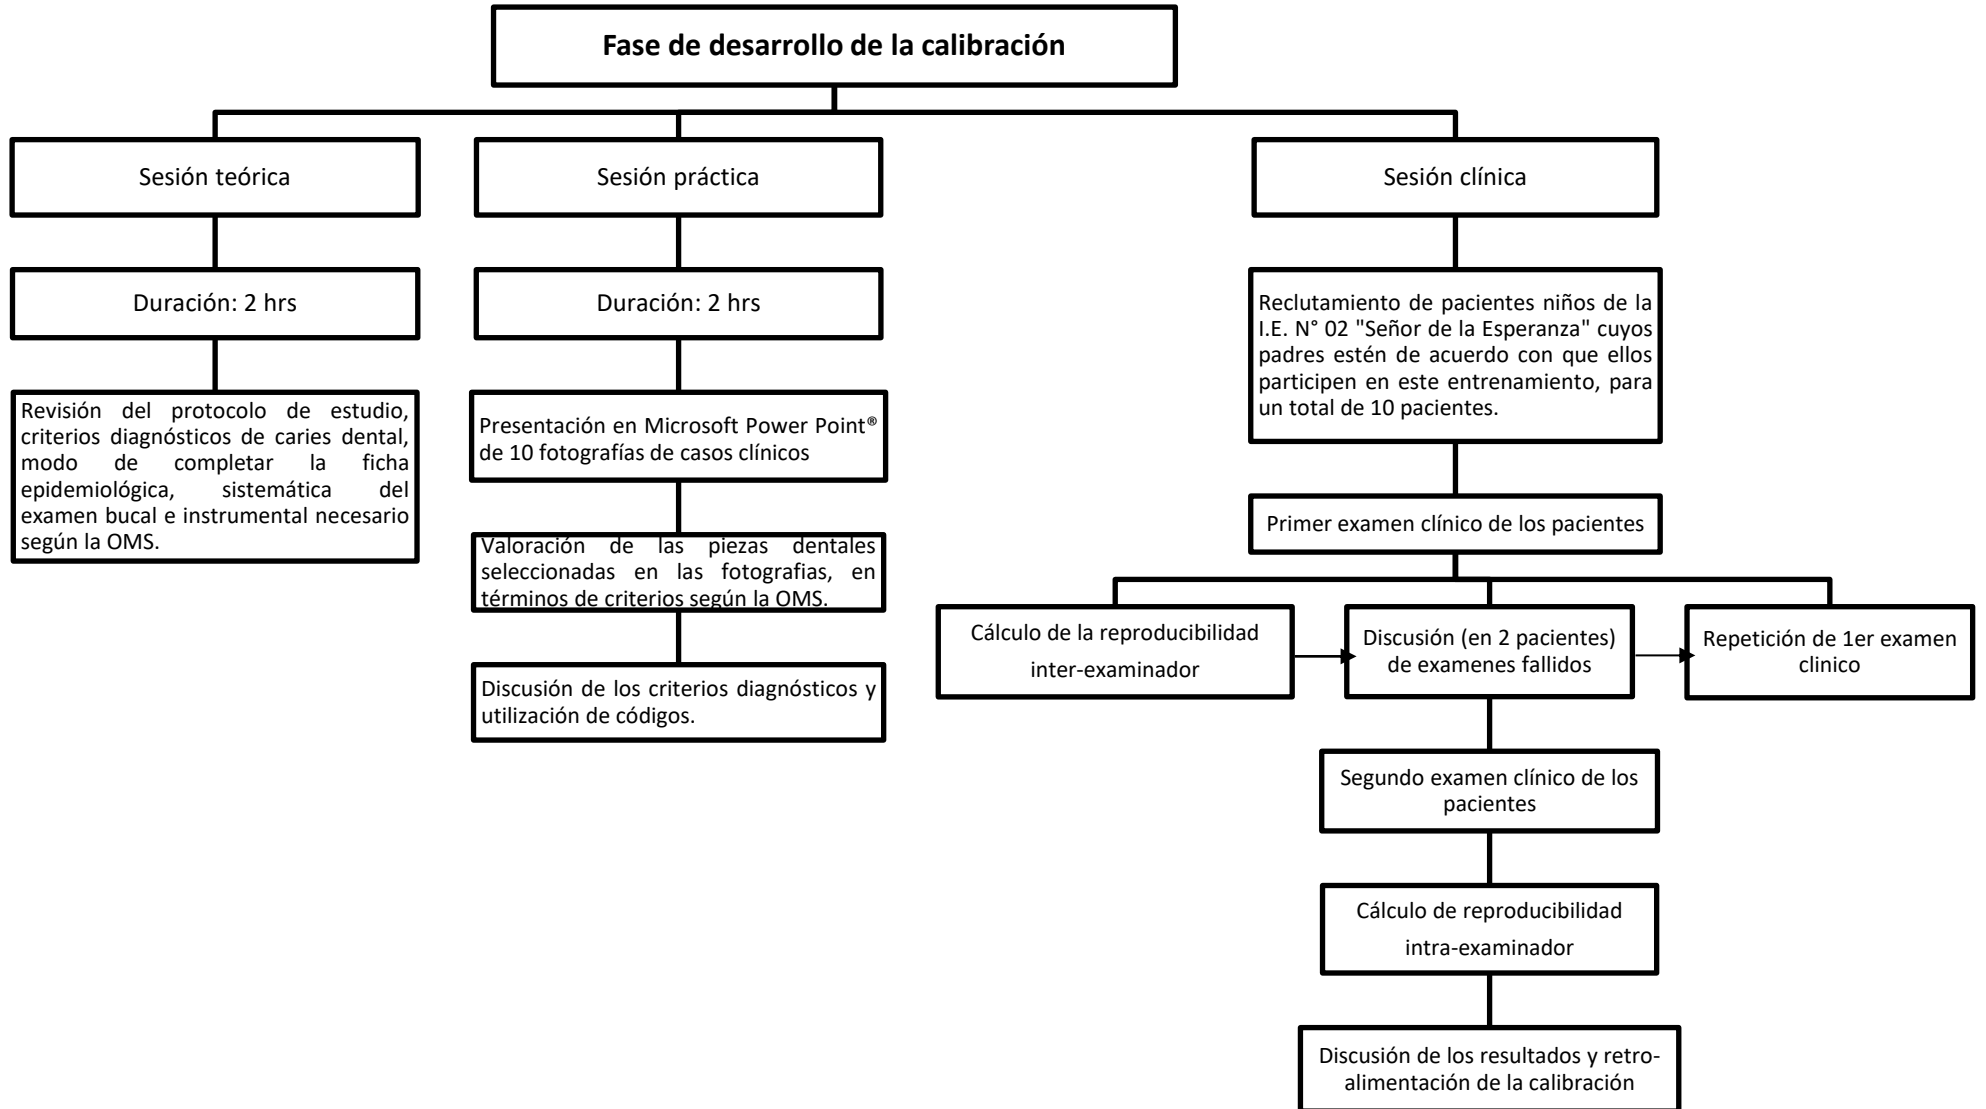 Fase de desarrollo de la calibración
Sesión teórica
Duración: 2 hrs
Revisión del protocolo de estudio,
criterios diagnósticos de caries dental,
modo de completar la ficha
epidemiológica, sistemática del
examen bucal e instrumental necesario
según la OMS.
Sesión práctica
Duración: 2 hrs
Presentación en Microsoft Power Point®
de 10 fotografías de casos clínicos
Valoración de las piezas dentales
seleccionadas en las fotografias, en
términos de criterios según la OMS.
Discusión de los criterios diagnósticos y
utilización de códigos.
Sesión clínica
Reclutamiento de pacientes niños de la
I.E. N° 02 "Señor de la Esperanza" cuyos
padres estén de acuerdo con que ellos
participen en este entrenamiento, para
un total de 10 pacientes.
Primer examen clínico de los pacientes
Cálculo de la reproducibilidad
inter-examinador
Discusión (en 2 pacientes)
de examenes fallidos
Repetición de 1er examen
clinico
Segundo examen clínico de los
pacientes
Cálculo de reproducibilidad
intra-examinador
Discusión de los resultados y retro-
alimentación de la calibración